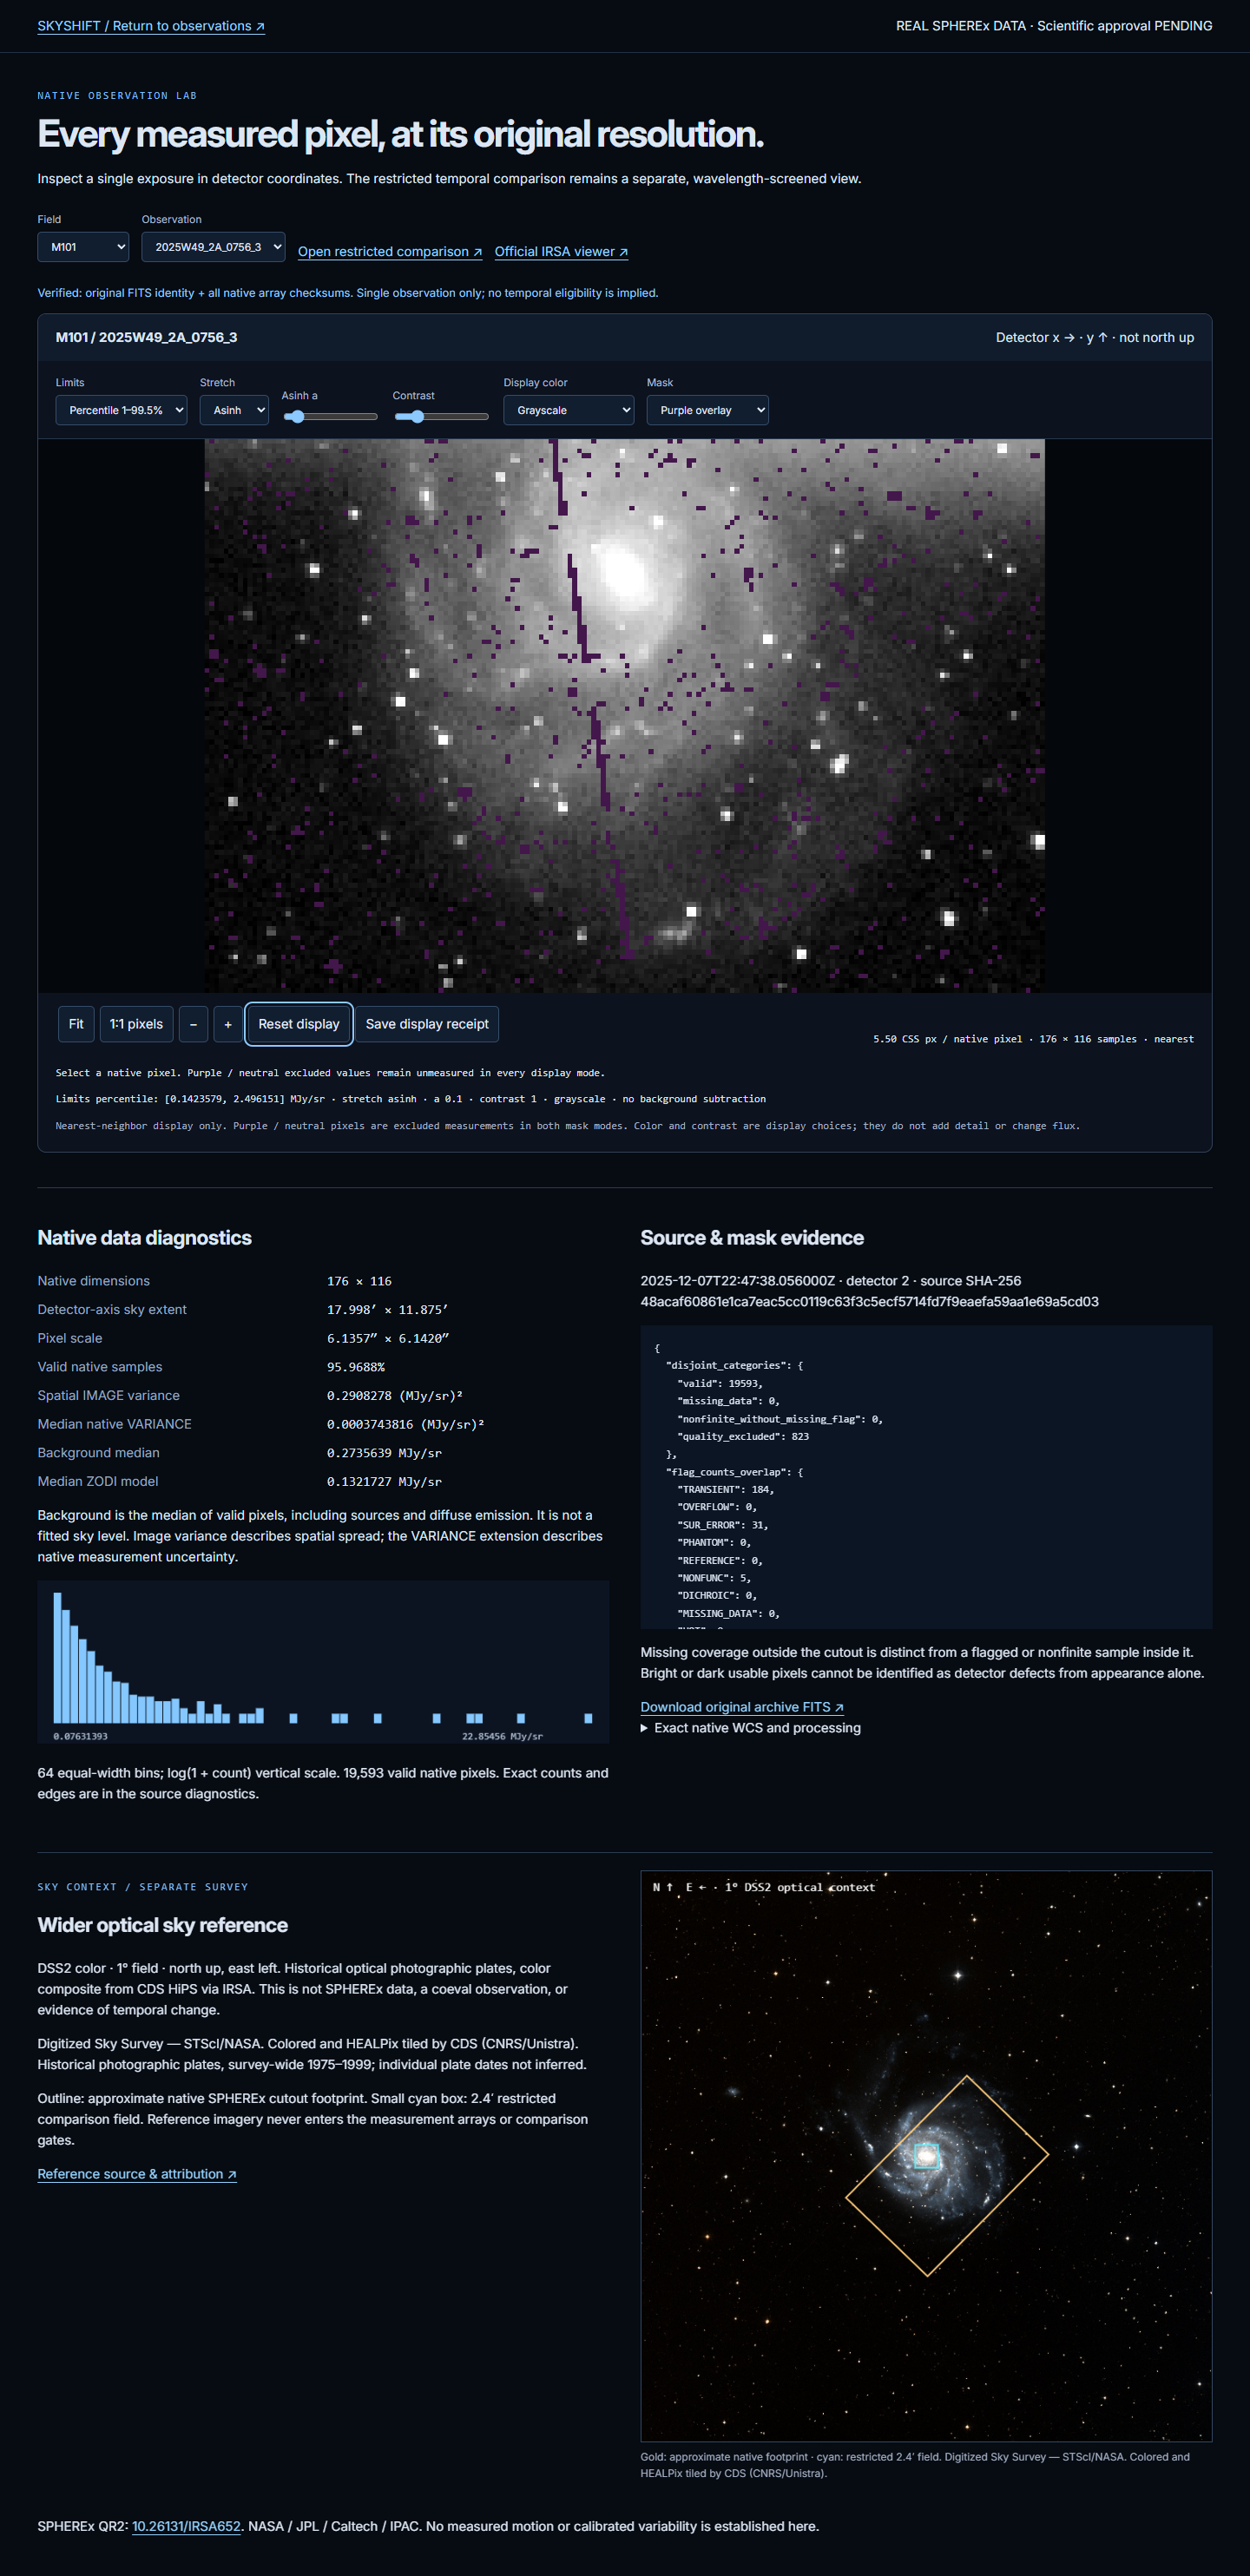 SKYSHIFT / Return to observations ↗
REAL SPHEREx DATA · Scientific approval PENDING
NATIVE OBSERVATION LAB
Every measured pixel, at its original resolution.
Inspect a single exposure in detector coordinates. The restricted temporal comparison remains a separate, wavelength-screened view.
Field
Observation
M101
2025W49_2A_0756_3
Open restricted comparison ↗
Official IRSA viewer ↗
Verified: original FITS identity + all native array checksums. Single observation only; no temporal eligibility is implied.
M101 / 2025W49_2A_0756_3
Detector x → · y ↑ · not north up
Limits
Stretch
Asinh a
Contrast
Display color
Mask
Percentile 1–99.5%
Asinh
Grayscale
Purple overlay
Fit
1:1 pixels
−
+
Reset display
Save display receipt
5.50 CSS px / native pixel · 176 × 116 samples · nearest
Select a native pixel. Purple / neutral excluded values remain unmeasured in every display mode.
Limits percentile: [0.1423579, 2.496151] MJy/sr · stretch asinh · a 0.1 · contrast 1 · grayscale · no background subtraction
Nearest-neighbor display only. Purple / neutral pixels are excluded measurements in both mask modes. Color and contrast are display choices; they do not add detail or change flux.
Native data diagnostics
Native dimensions 176 × 116
Detector-axis sky extent 17.998′ × 11.875′
Pixel scale 6.1357″ × 6.1420″
Valid native samples 95.9688%
Spatial IMAGE variance 0.2908278 (MJy/sr)²
Median native VARIANCE 0.0003743816 (MJy/sr)²
Background median 0.2735639 MJy/sr
Median ZODI model 0.1321727 MJy/sr
Background is the median of valid pixels, including sources and diffuse emission. It is not a
fitted sky level. Image variance describes spatial spread; the VARIANCE extension describes
native measurement uncertainty.
0.07631393
22.85456 MJy/sr
64 equal-width bins; log(1 + count) vertical scale. 19,593 valid native pixels. Exact counts and
edges are in the source diagnostics.
Source & mask evidence
2025-12-07T22:47:38.056000Z · detector 2 · source SHA-256
48acaf60861e1ca7eac5cc0119c63f3c5ecf5714fd7f9eaefa59aa1e69a5cd03
{
"disjoint_categories": {
"valid": 19593,
"missing_data": 0,
"nonfinite_without_missing_flag": 0,
"quality_excluded": 823
},
"flag_counts_overlap": {
"TRANSIENT": 184,
"OVERFLOW": 0,
"SUR_ERROR": 31,
"PHANTOM": 0,
"REFERENCE": 0,
"NONFUNC": 5,
"DICHROIC": 0,
"MISSING_DATA": 0,
Missing coverage outside the cutout is distinct from a flagged or nonfinite sample inside it.
Bright or dark usable pixels cannot be identified as detector defects from appearance alone.
Download original archive FITS ↗
▶ Exact native WCS and processing
SKY CONTEXT / SEPARATE SURVEY
Wider optical sky reference
DSS2 color · 1° field · north up, east left. Historical optical photographic plates, color
composite from CDS HiPS via IRSA. This is not SPHEREx data, a coeval observation, or
evidence of temporal change.
Digitized Sky Survey — STScI/NASA. Colored and HEALPix tiled by CDS (CNRS/Unistra).
Historical photographic plates, survey-wide 1975–1999; individual plate dates not inferred.
Outline: approximate native SPHEREx cutout footprint. Small cyan box: 2.4′ restricted
comparison field. Reference imagery never enters the measurement arrays or comparison
gates.
Reference source & attribution ↗
N ↑ E ← · 1° DSS2 optical context
Gold: approximate native footprint · cyan: restricted 2.4′ field. Digitized Sky Survey — STScI/NASA. Colored and
HEALPix tiled by CDS (CNRS/Unistra).
SPHEREx QR2: 10.26131/IRSA652. NASA / JPL / Caltech / IPAC. No measured motion or calibrated variability is established here.